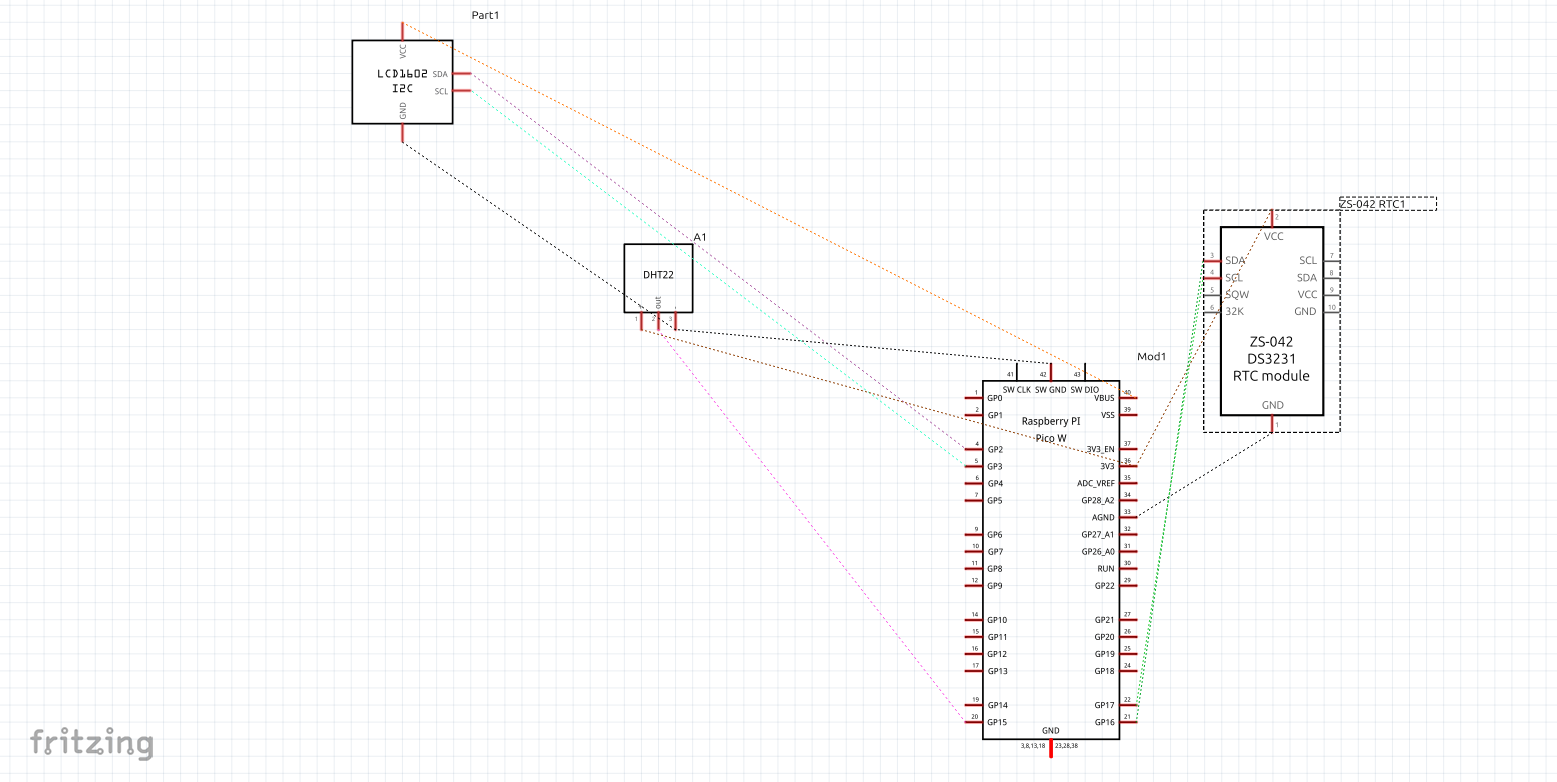 Part1
VCC
LCD1602
I2C
SDA
SCL
GND
A1
DHT22
out
1
2
3
Mod1
41
42
43
SW CLK
SW GND
SW DIO
Raspberry PI
Pico W
1
GP0
2
GP1
4
GP2
5
GP3
6
GP4
7
GP5
9
GP6
10
GP7
11
GP8
12
GP9
14
GP10
15
GP11
16
GP12
17
GP13
19
GP14
20
GP15
VBUS
40
VSS
39
3V3_EN
37
3V3
36
ADC_VREF
35
GP28_A2
34
AGND
33
GP27_A1
32
GP26_A0
31
RUN
30
GP22
29
GP21
27
GP20
26
GP19
25
GP18
24
GP17
22
GP16
21
GND
3,8,13,18
23,28,38
ZS-042 RTC1
2
VCC
3
SDA
4
SCL
5
SQW
6
32K
SCL
7
SDA
8
VCC
9
GND
10
ZS-042
DS3231
RTC module
GND
1
fritzing